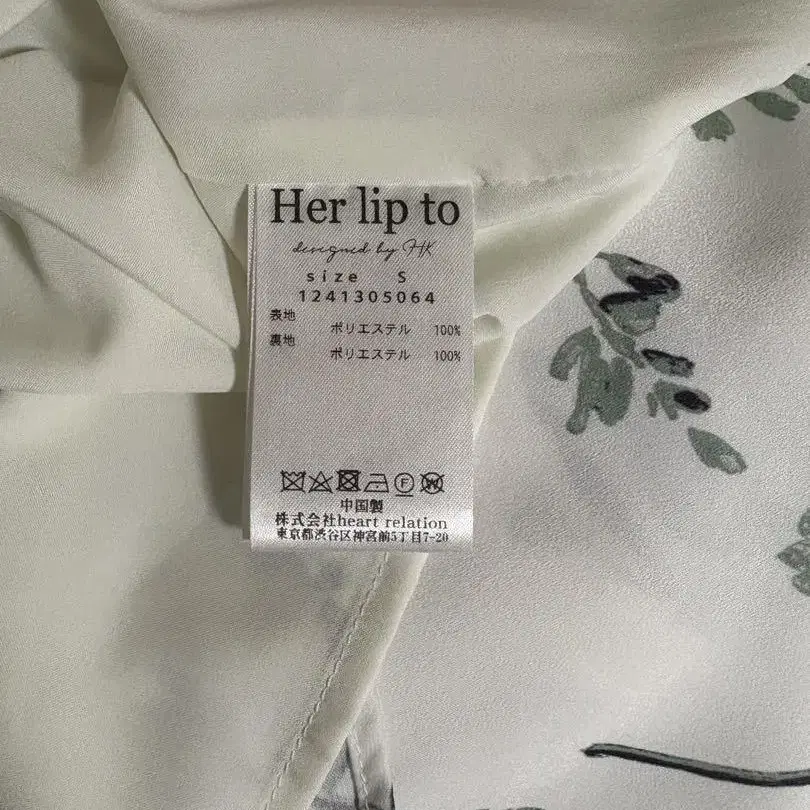 Her lip to
designed by HK
size S
1241305064
表地
ポリエステル 100%
裏地
ポリエステル 100%
F W
中国製
株式会社heart relation
東京都渋谷区神宮前5丁目7-20